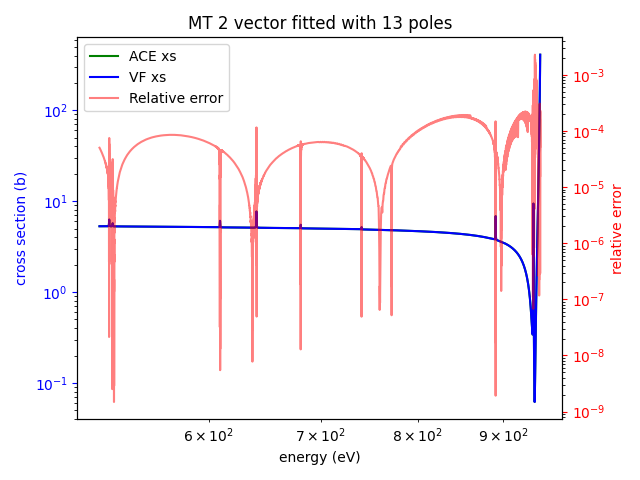 MT 2 vector fitted with 13 poles
ACE xs
VF xs
Relative error
cross section (b)
10²
10¹
10⁰
10⁻¹
10⁻³
10⁻⁴
10⁻⁵
10⁻⁶
10⁻⁷
10⁻⁸
10⁻⁹
relative error
6 × 10² 7 × 10² 8 × 10² 9 × 10²
energy (eV)